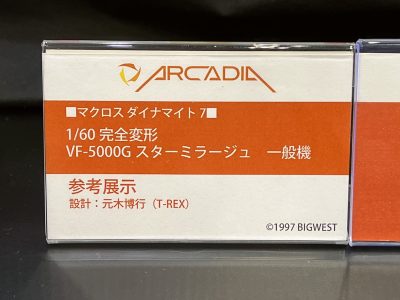 ARCADIA
■マクロス ダイナマイト 7■
1/60 完全変形
VF-5000G スターミラージュ　一般機
参考展示
設計：元木博行（T-REX）
©1997 BIGWEST